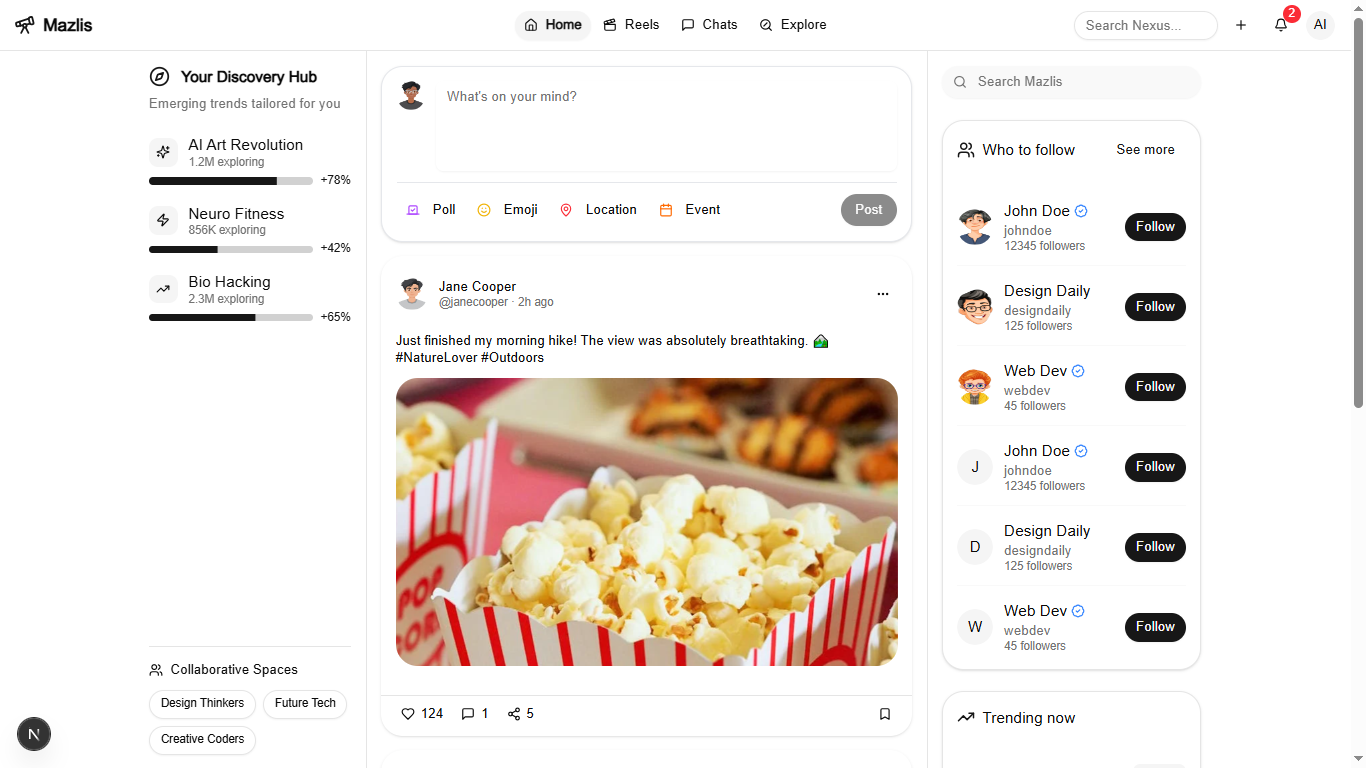 Mazlis
Home
Reels
Chats
Explore
Search Nexus...
2
AI
Your Discovery Hub
Emerging trends tailored for you
AI Art Revolution
1.2M exploring
+78%
Neuro Fitness
856K exploring
+42%
Bio Hacking
2.3M exploring
+65%
Collaborative Spaces
Design Thinkers
Future Tech
Creative Coders
N
What's on your mind?
Poll
Emoji
Location
Event
Post
Jane Cooper
@janecooper · 2h ago
Just finished my morning hike! The view was absolutely breathtaking. 🏞️
#NatureLover #Outdoors
POP
CORN
124
1
5
Search Mazlis
Who to follow
See more
John Doe
johndoe
12345 followers
Follow
Design Daily
designdaily
125 followers
Follow
Web Dev
webdev
45 followers
Follow
J
John Doe
johndoe
12345 followers
Follow
D
Design Daily
designdaily
125 followers
Follow
W
Web Dev
webdev
45 followers
Follow
Trending now